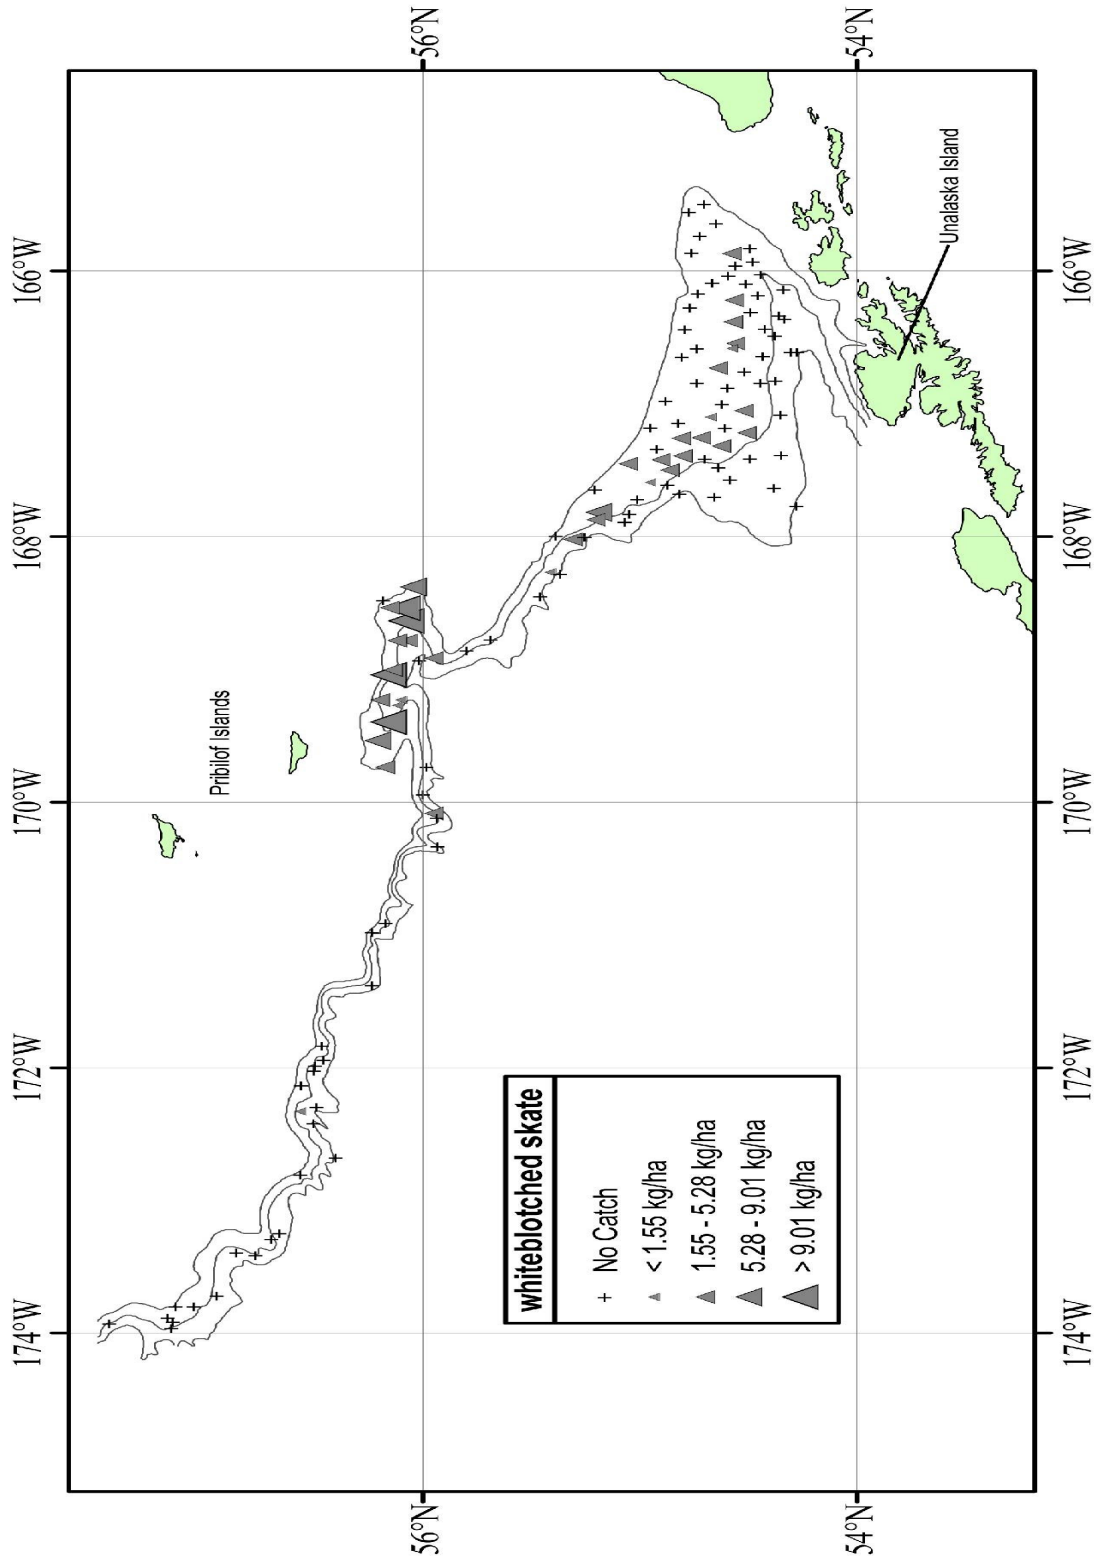 174°W
172°W
170°W
168°W
166°W
56°N
56°N
54°N
54°N
Pribilof Islands
Unalaska Island
whiteblotched skate
No Catch
< 1.55 kg/ha
1.55 - 5.28 kg/ha
5.28 - 9.01 kg/ha
> 9.01 kg/ha
174°W
172°W
170°W
168°W
166°W